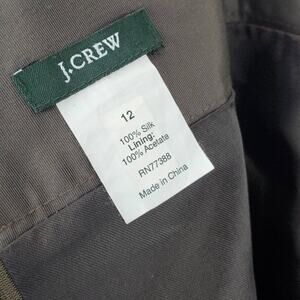 J.CREW
12
100% Silk
Lining:
100% Acetate
RN77388
Made in China